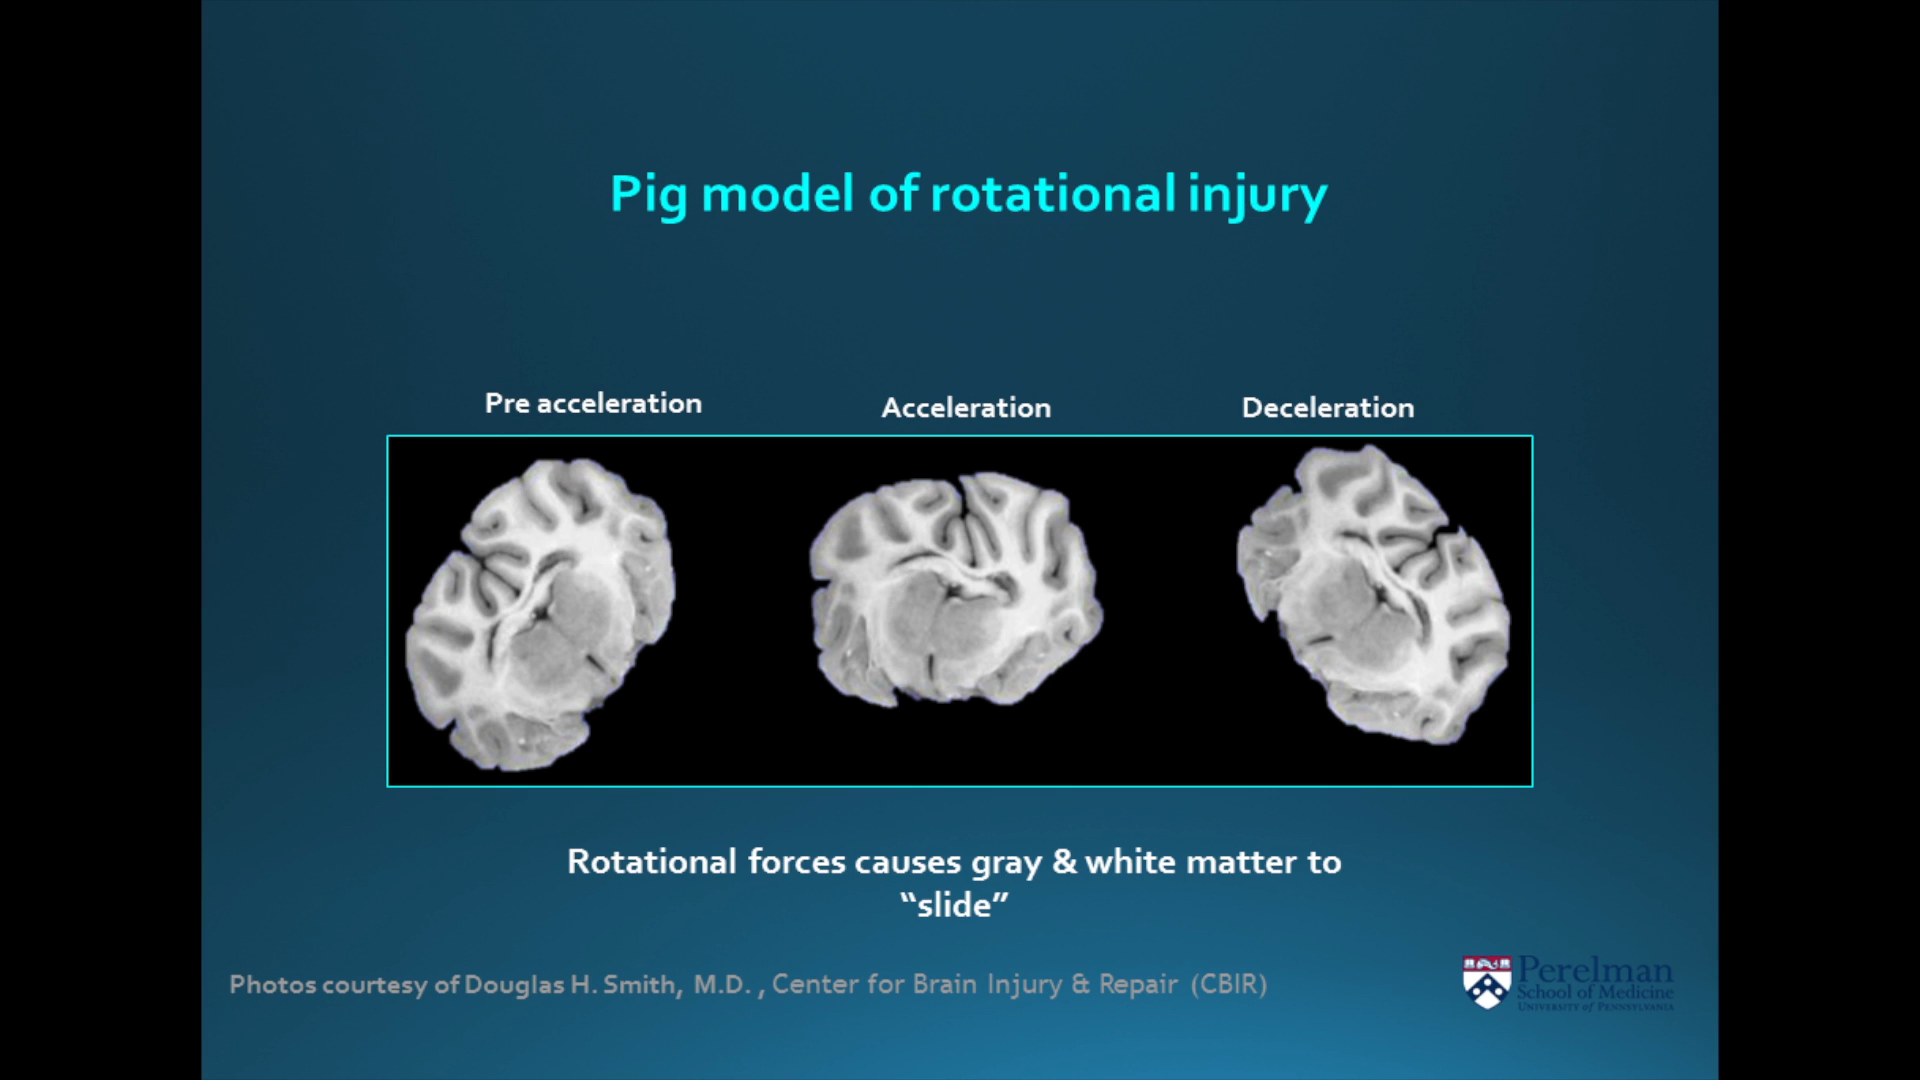 Pig model of rotational injury
Pre acceleration
Acceleration
Deceleration
Rotational forces causes gray & white matter to
“slide”
Photos courtesy of Douglas H. Smith, M.D. , Center for Brain Injury & Repair (CBIR)
Perelman
School of Medicine
University of Pennsylvania